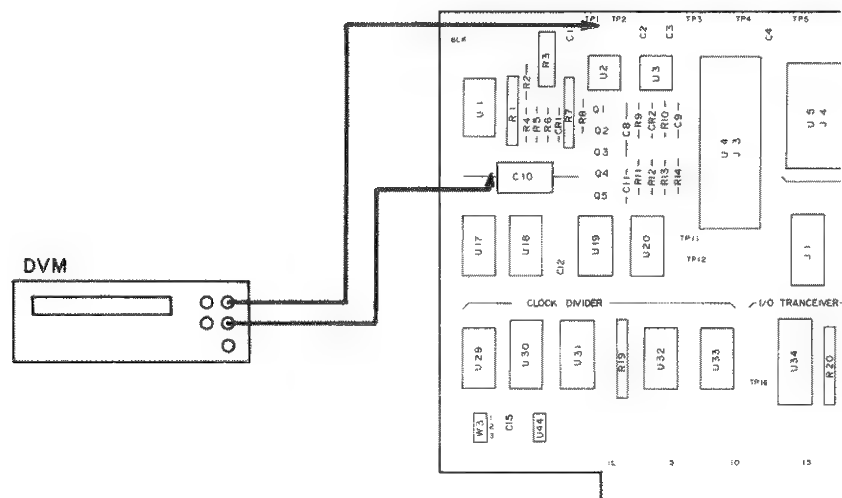 TP1 TP2 TP3 TP4 TP5
C1 C2 C3 C4
R3
R2
U2 U3
U1 R1 R4 R5 R6 CR1 R7 R8
Q1
Q2
Q3
Q4
Q5
C8 R9 CR2 R10 C9
C11 R11 R12 R13 R14
U4
J3
U5
J4
C10
U17 U18 C12 U19 U20
TP11
TP12
J1
DVM
CLOCK DIVIDER
I/O TRANCEIVER
U29 U30 U31 R19 U32 U33 TP16 U34 R20
W3 C15 U44